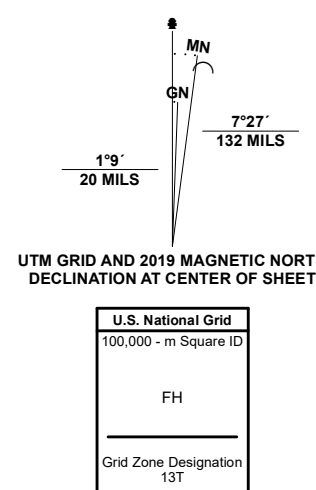 MN
GN
7°27´
132 MILS
1°9´
20 MILS
UTM GRID AND 2019 MAGNETIC NORT
DECLINATION AT CENTER OF SHEET
U.S. National Grid
100,000 - m Square ID
FH
Grid Zone Designation
13T